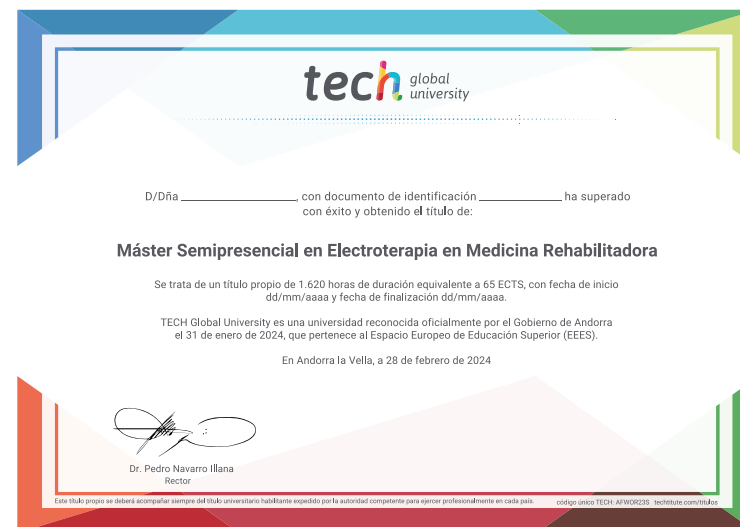 tech global university
D/Dña ____________, con documento de identificación ____________ ha superado
con éxito y obtenido el título de:
Máster Semipresencial en Electroterapia en Medicina Rehabilitadora
Se trata de un título propio de 1.620 horas de duración equivalente a 65 ECTS, con fecha de inicio
dd/mm/aaaa y fecha de finalización dd/mm/aaaa.
TECH Global University es una universidad reconocida oficialmente por el Gobierno de Andorra
el 31 de enero de 2024, que pertenece al Espacio Europeo de Educación Superior (EEES).
En Andorra la Vella, a 28 de febrero de 2024
Dr. Pedro Navarro Illana
Rector
Este título propio se deberá acompañar siempre del título universitario habilitante expedido por la autoridad competente para ejercer profesionalmente en cada país. código único TECH: AFWOR23S techtitute.com/titulos